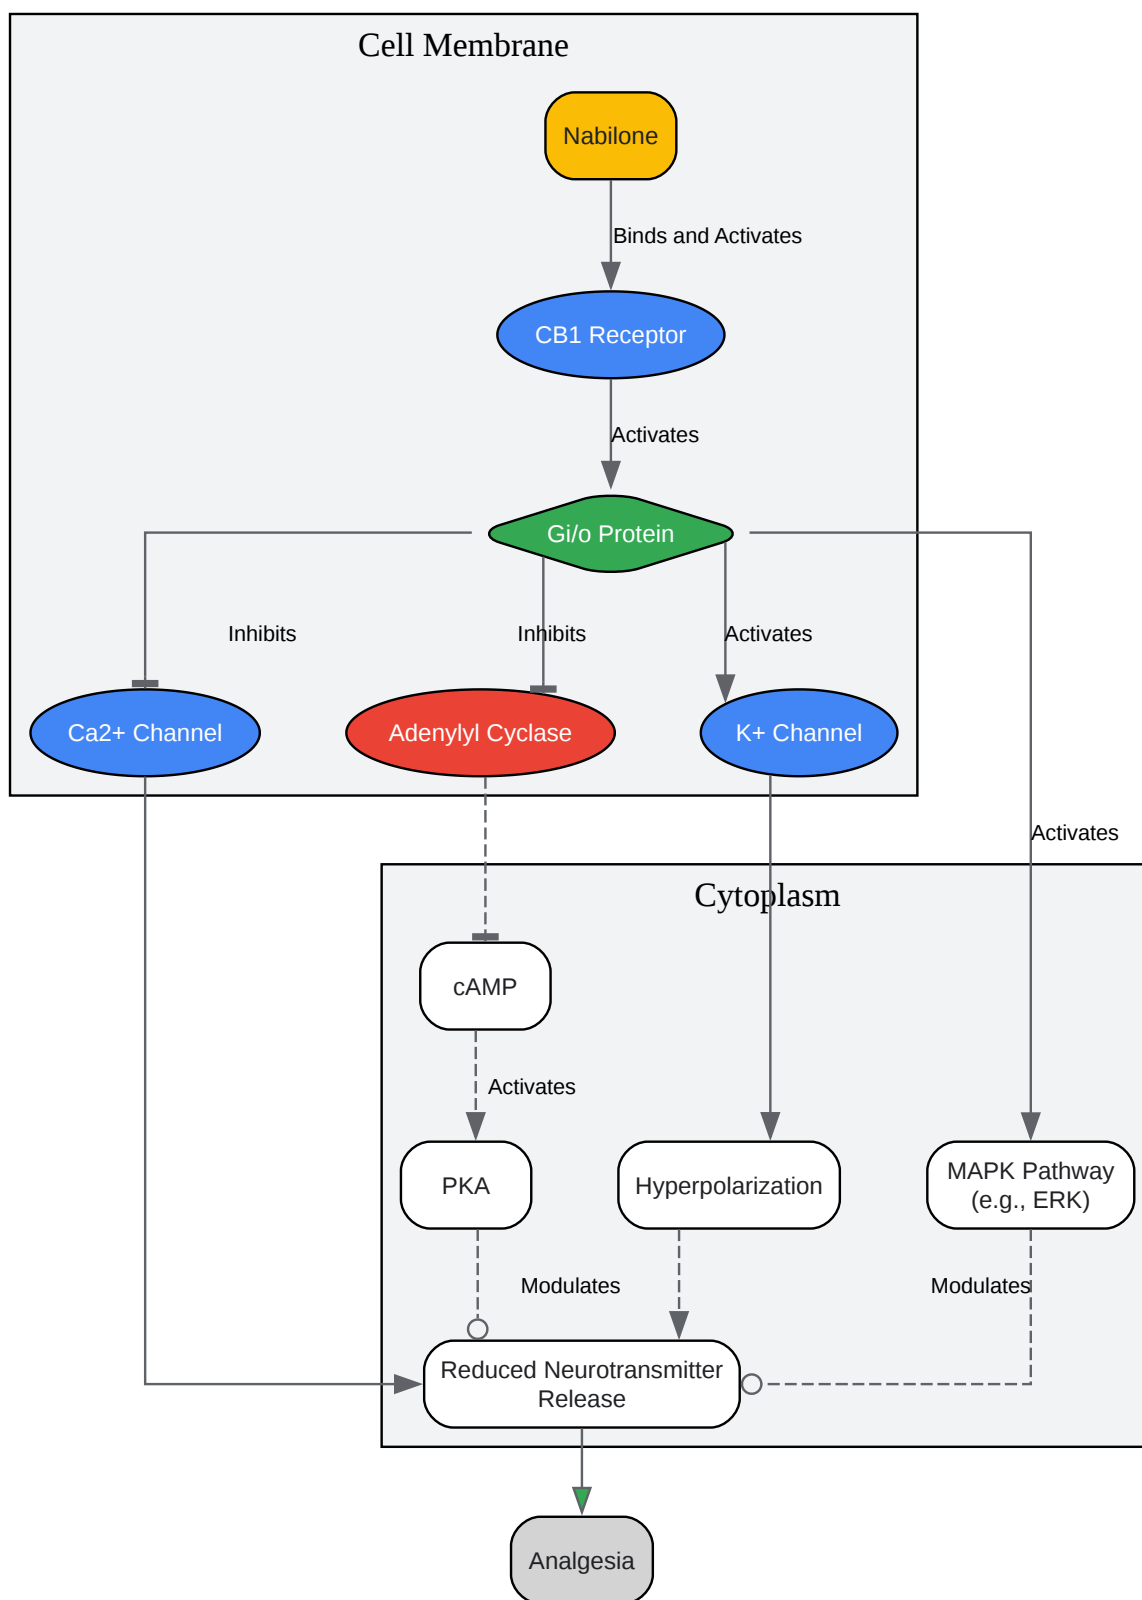 Cell Membrane
Nabilone
Binds and Activates
CB1 Receptor
Activates
Gi/o Protein
Inhibits
Inhibits
Activates
Ca2+ Channel
Adenylyl Cyclase
K+ Channel
Activates
Cytoplasm
cAMP
Activates
PKA
Hyperpolarization
MAPK Pathway
(e.g., ERK)
Modulates
Modulates
Reduced Neurotransmitter
Release
Analgesia